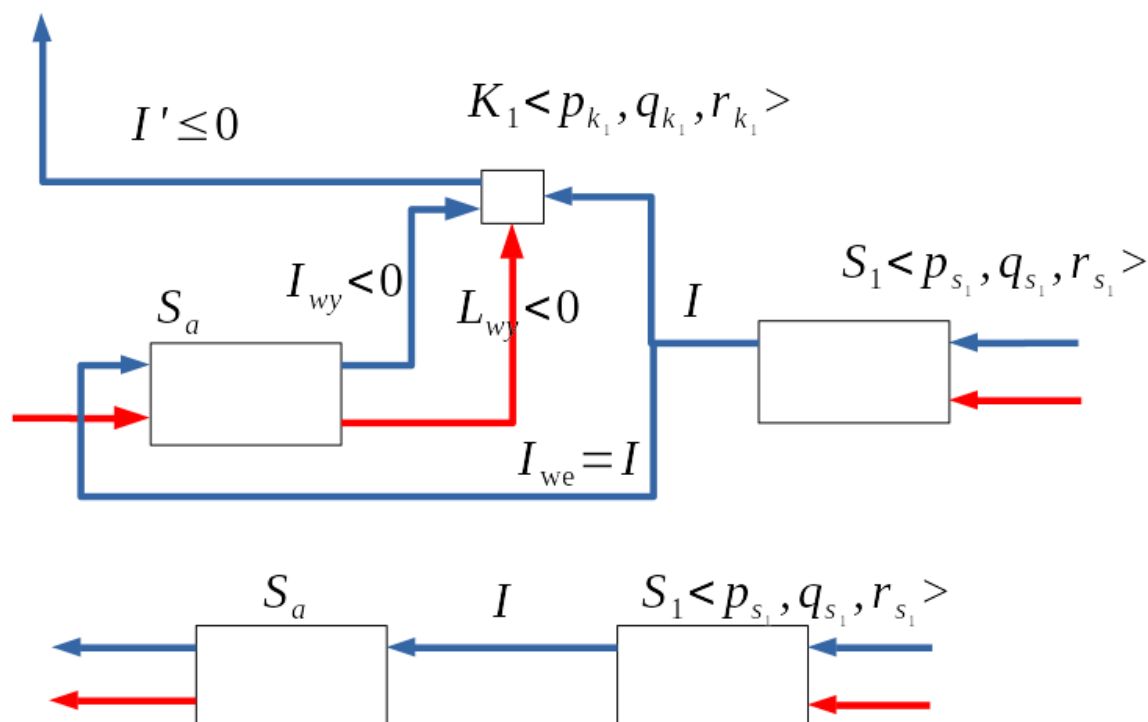 K₁<p_{k₁}, q_{k₁}, r_{k₁}>
I'≤0
S₁<p_{s₁}, q_{s₁}, r_{s₁}>
I_{wy}<0
L_{wy}<0
I
S_a
I_{we}=I
S_a
I
S₁<p_{s₁}, q_{s₁}, r_{s₁}>